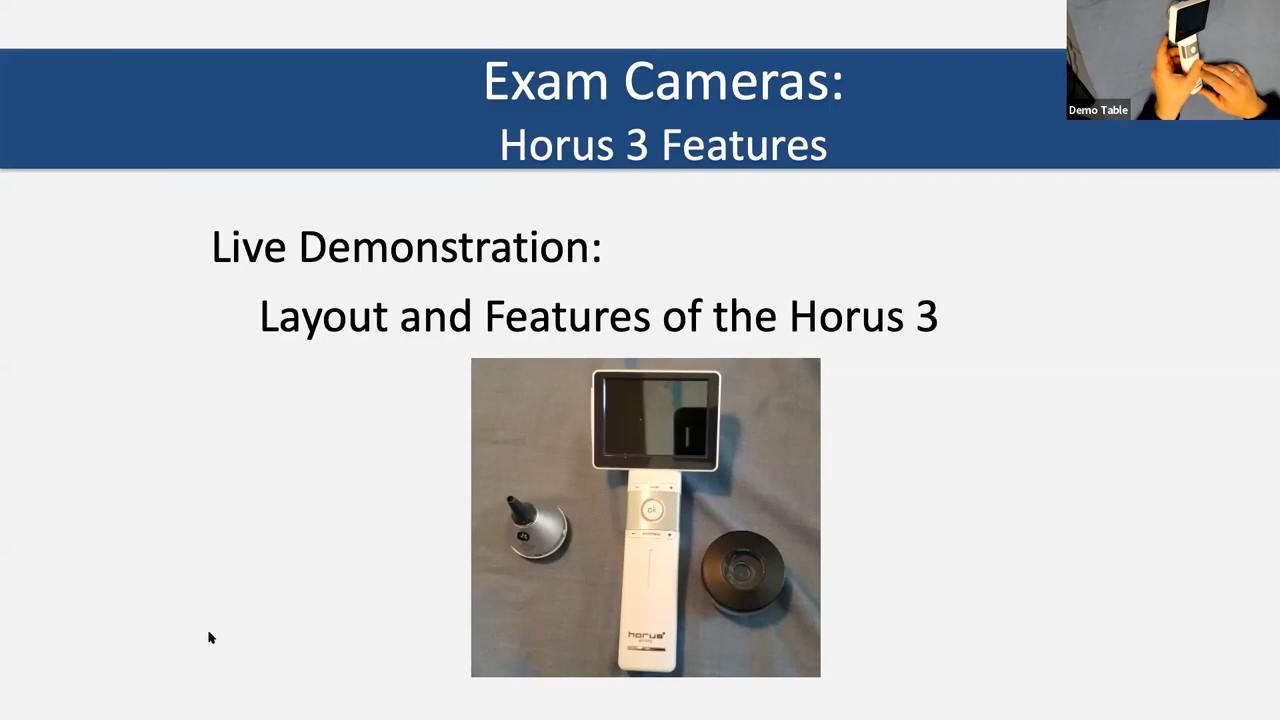 Exam Cameras:
Horus 3 Features
Demo Table
Live Demonstration:
Layout and Features of the Horus 3
ok
horus